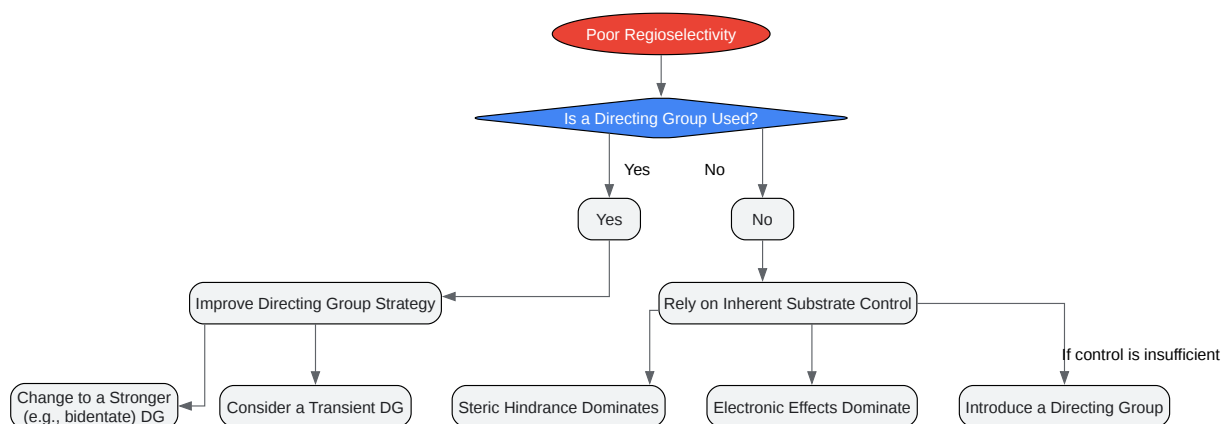 Poor Regioselectivity
Is a Directing Group Used?
Yes
No
Yes
No
Improve Directing Group Strategy
Rely on Inherent Substrate Control
If control is insufficient
Change to a Stronger
(e.g., bidentate) DG
Consider a Transient DG
Steric Hindrance Dominates
Electronic Effects Dominate
Introduce a Directing Group